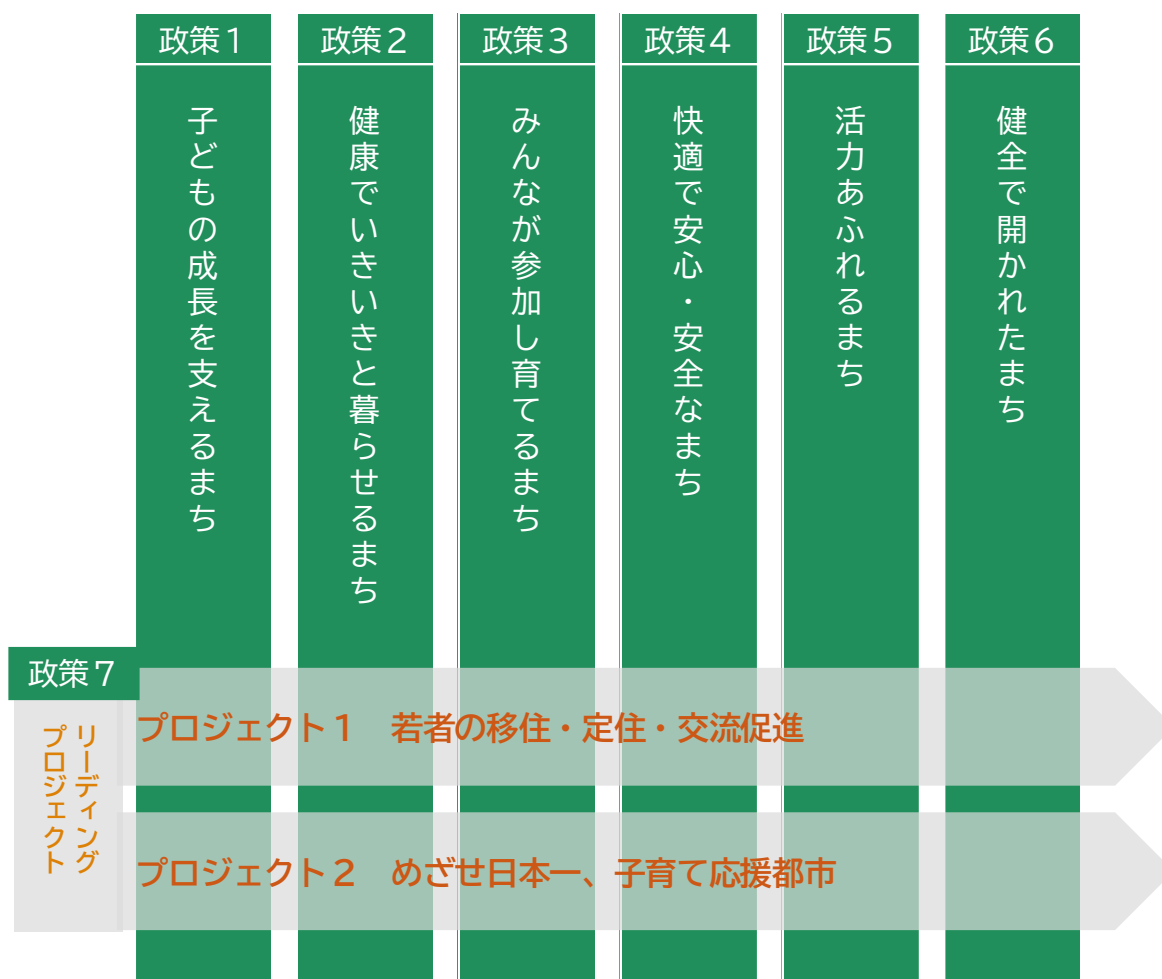 政策１
子どもの成長を支えるまち
政策２
健康でいきいきと暮らせるまち
政策３
みんなが参加し育てるまち
政策４
快適で安心・安全なまち
政策５
活力あふれるまち
政策６
健全で開かれたまち
政策７
リーディング
プロジェクト
プロジェクト１　若者の移住・定住・交流促進
プロジェクト２　めざせ日本一、子育て応援都市